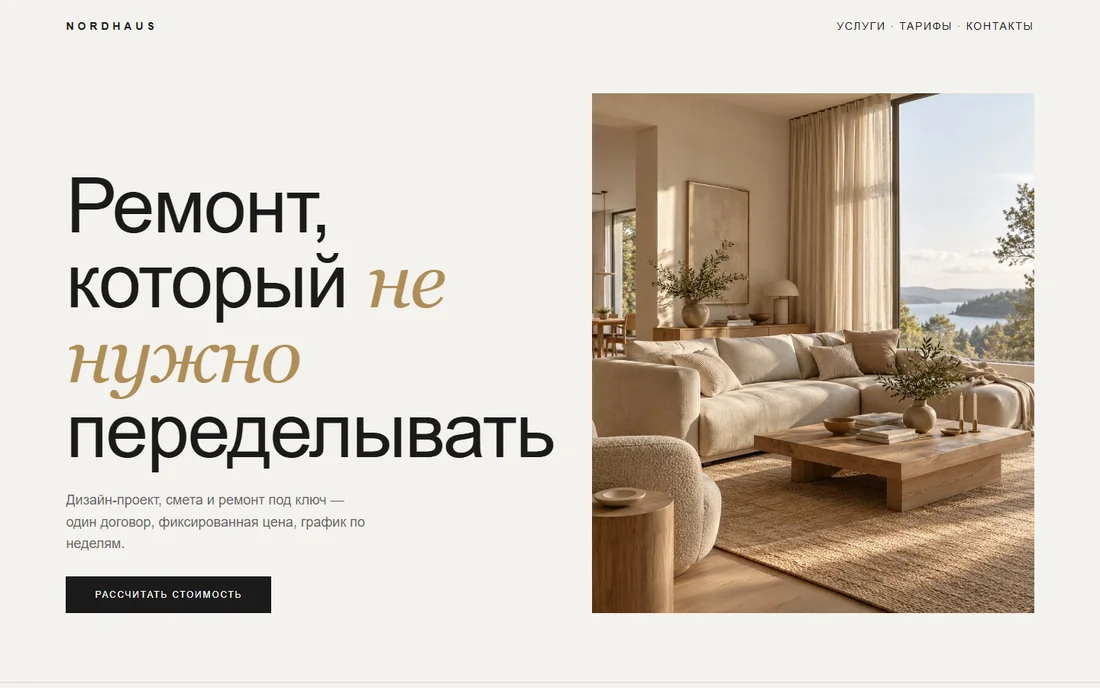 NORDHAUS
УСЛУГИ · ТАРИФЫ · КОНТАКТЫ
Ремонт,
который не
нужно
переделывать
Дизайн-проект, смета и ремонт под ключ —
один договор, фиксированная цена, график по
неделям.
РАССЧИТАТЬ СТОИМОСТЬ